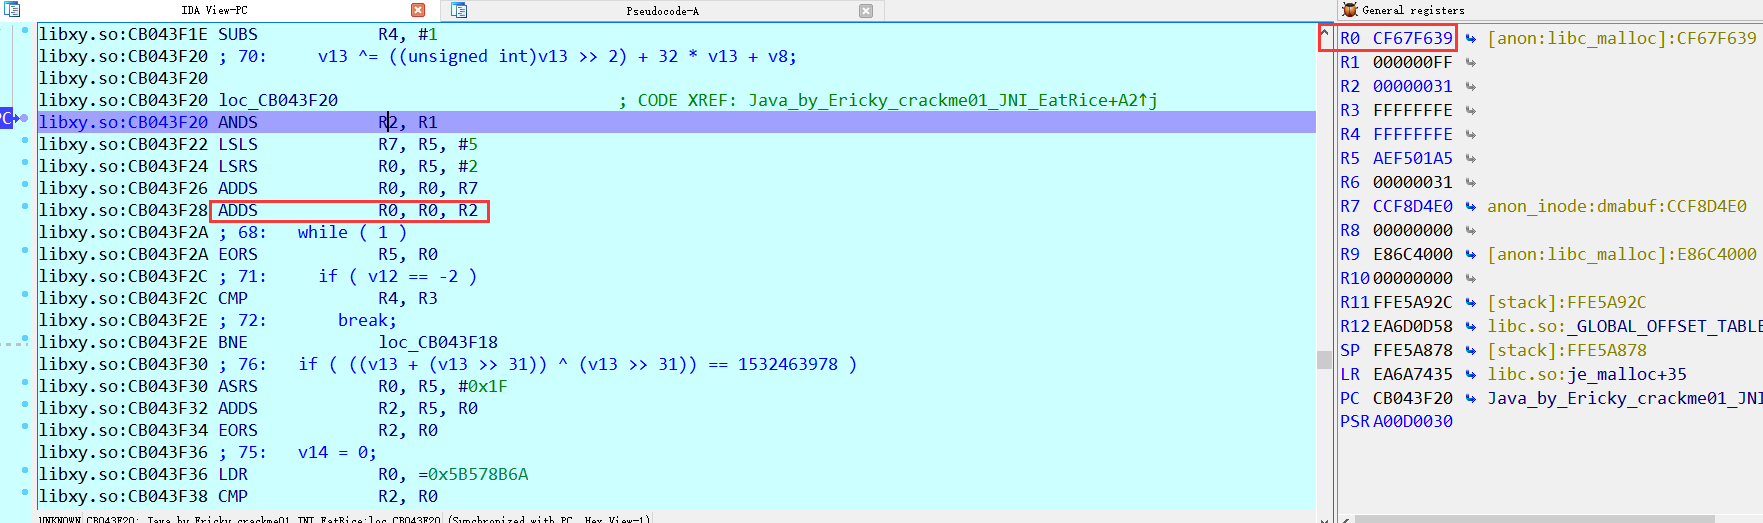 IDA View-PC
Pseudocode-A
General registers
libxy.so:CB043F1E SUBS R4, #1
libxy.so:CB043F20 ; 70: v13 ^= ((unsigned int)v13 >> 2) + 32 * v13 + v8;
libxy.so:CB043F20
libxy.so:CB043F20 loc_CB043F20 ; CODE XREF: Java_by_Ericky_crackme01_JNI_EatRice+A2↑j
PC
libxy.so:CB043F20 ANDS R2, R1
libxy.so:CB043F22 LSLS R7, R5, #5
libxy.so:CB043F24 LSRS R0, R5, #2
libxy.so:CB043F26 ADDS R0, R0, R7
libxy.so:CB043F28 ADDS R0, R0, R2
libxy.so:CB043F2A ; 68: while ( 1 )
libxy.so:CB043F2A EORS R5, R0
libxy.so:CB043F2C ; 71: if ( v12 == -2 )
libxy.so:CB043F2C CMP R4, R3
libxy.so:CB043F2E ; 72: break;
libxy.so:CB043F2E BNE loc_CB043F18
libxy.so:CB043F30 ; 76: if ( ((v13 + (v13 >> 31)) ^ (v13 >> 31)) == 1532463978 )
libxy.so:CB043F30 ASRS R0, R5, #0x1F
libxy.so:CB043F32 ADDS R2, R5, R0
libxy.so:CB043F34 EORS R2, R0
libxy.so:CB043F36 ; 75: v14 = 0;
libxy.so:CB043F36 LDR R0, =0x5B578B6A
libxy.so:CB043F38 CMP R2, R0
UNKNOWN CB043F20: Java_by_Ericky_crackme01_JNI_EatRice:loc_CB043F20 (Synchronized with PC, Hex View-1)
R0 CF67F639 [anon:libc_malloc]:CF67F639
R1 000000FF
R2 00000031
R3 FFFFFFFE
R4 FFFFFFFE
R5 AEF501A5
R6 00000031
R7 CCF8D4E0 anon_inode:dmabuf:CCF8D4E0
R8 00000000
R9 E86C4000 [anon:libc_malloc]:E86C4000
R10 00000000
R11 FFE5A92C [stack]:FFE5A92C
R12 EA6D0D58 libc.so:_GLOBAL_OFFSET_TABLE
SP FFE5A878 [stack]:FFE5A878
LR EA6A7435 libc.so:je_malloc+35
PC CB043F20 Java_by_Ericky_crackme01_JNI
PSR A00D0030